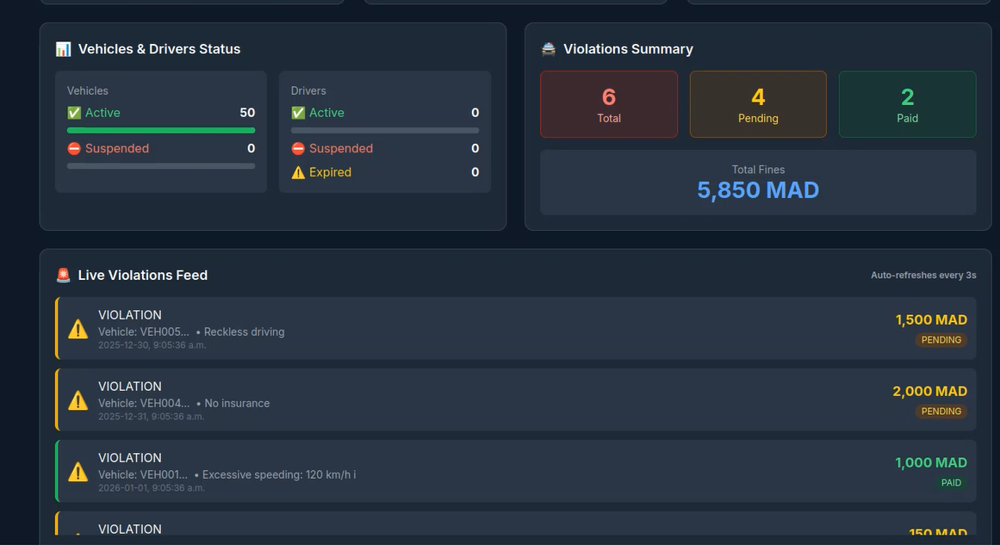 Vehicles & Drivers Status
Vehicles
Active 50
Suspended 0
Drivers
Active 0
Suspended 0
Expired 0
Violations Summary
6
Total
4
Pending
2
Paid
Total Fines
5,850 MAD
Live Violations Feed
Auto-refreshes every 3s
VIOLATION
Vehicle: VEH005... • Reckless driving
2025-12-30, 9:05:36 a.m.
1,500 MAD
PENDING
VIOLATION
Vehicle: VEH004... • No insurance
2025-12-31, 9:05:36 a.m.
2,000 MAD
PENDING
VIOLATION
Vehicle: VEH001... • Excessive speeding: 120 km/h i
2026-01-01, 9:05:36 a.m.
1,000 MAD
PAID
VIOLATION
150 MAD